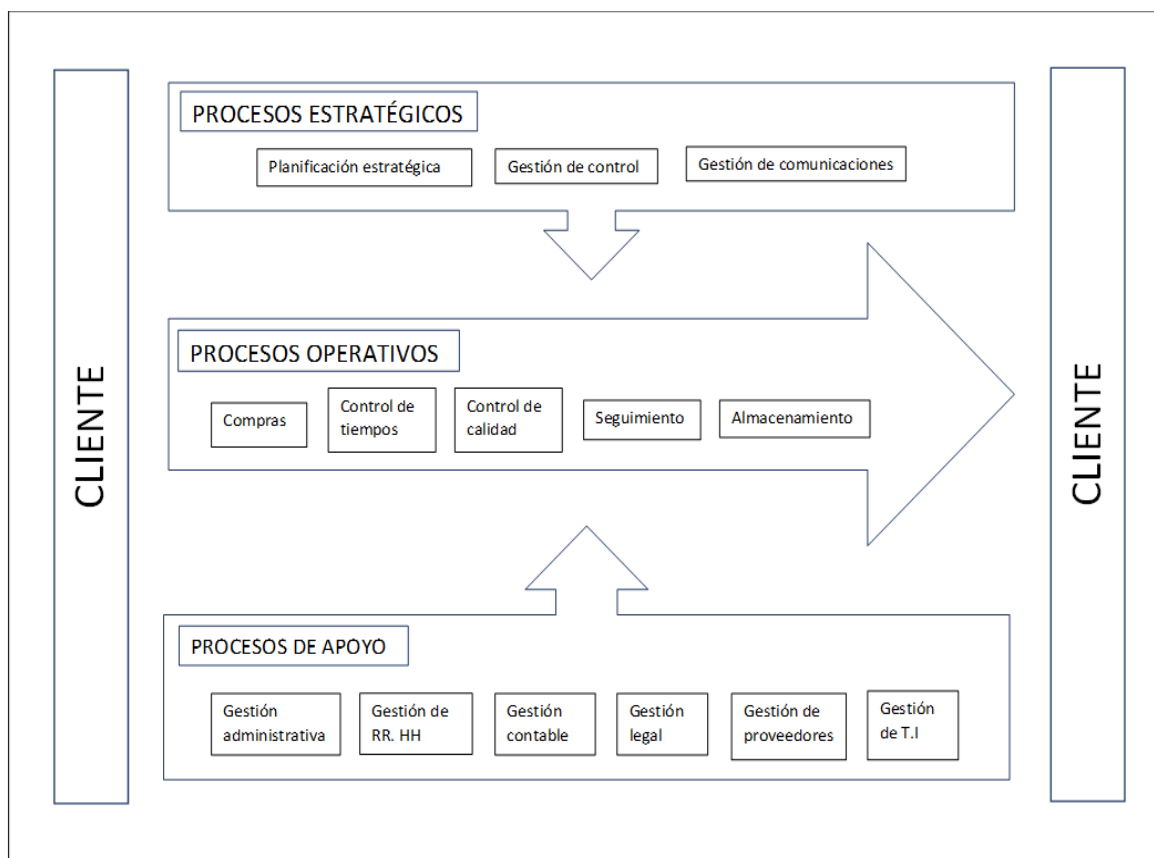 CLIENTE
PROCESOS ESTRATÉGICOS
Planificación estratégica
Gestión de control
Gestión de comunicaciones
PROCESOS OPERATIVOS
Compras
Control de
tiempos
Control de
calidad
Seguimiento
Almacenamiento
PROCESOS DE APOYO
Gestión
administrativa
Gestión de
RR. HH
Gestión
contable
Gestión
legal
Gestión de
proveedores
Gestión
de T.I
CLIENTE